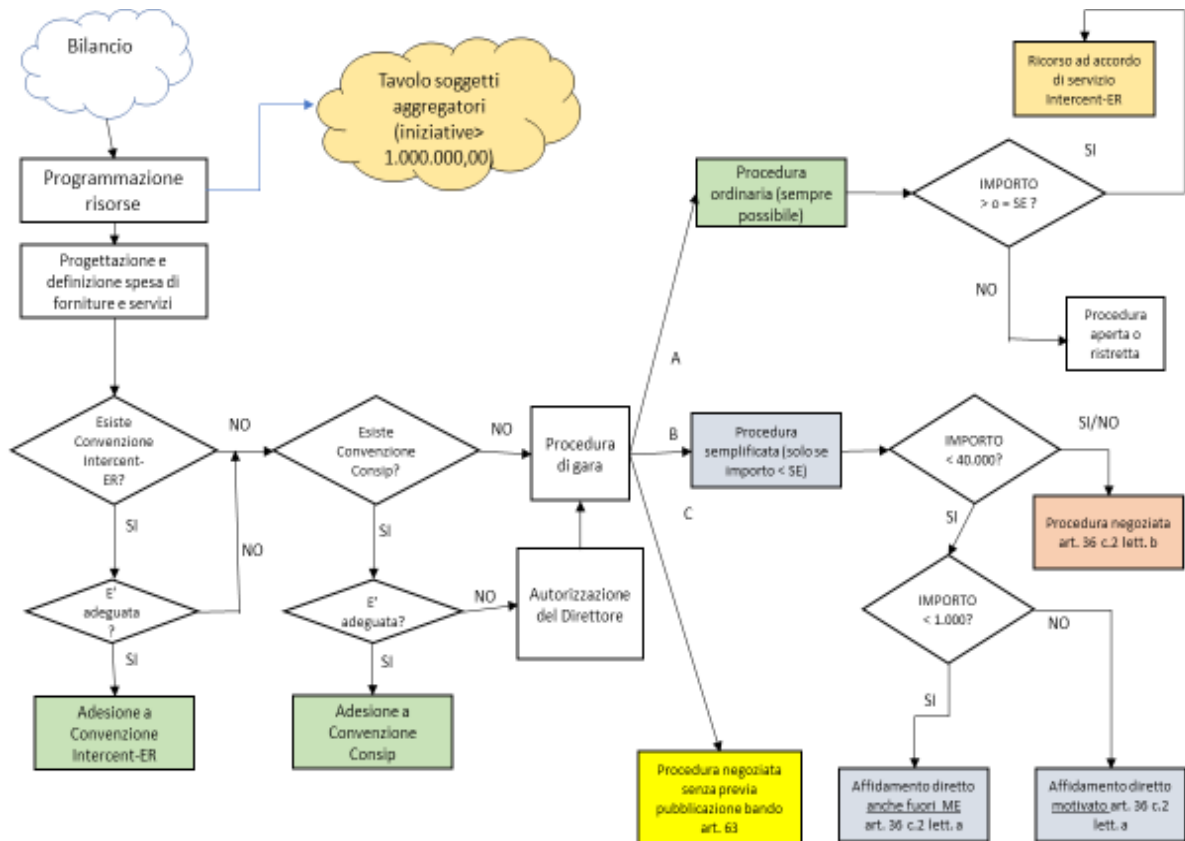 Bilancio
Tavolo soggetti
aggregatori
(iniziative>
1.000.000,00)
Ricorso ad accordo
di servizio
Intercent-ER
Programmazione
risorse
Procedura
ordinaria (sempre
possibile)
IMPORTO
> o = SE ?
SI
Progettazione e
definizione spesa di
forniture e servizi
NO
Procedura
aperta o
ristretta
A
Esiste
Convenzione
Intercent-
ER?
NO
Esiste
Convenzione
Consip?
NO
Procedura
di gara
B
Procedura
semplificata (solo se
importo < SE)
IMPORTO
< 40.000?
SI/NO
Procedura negoziata
art. 36 c.2 lett. b
C
SI
NO
SI
SI
E'
adeguata
?
E'
adeguata?
NO
Autorizzazione
del Direttore
IMPORTO
< 1.000?
NO
SI
SI
SI
Adesione a
Convenzione
Intercent-ER
Adesione a
Convenzione
Consip
Procedura negoziata
senza previa
pubblicazione bando
art. 63
Affidamento diretto
anche fuori ME
art. 36 c.2 lett. a
Affidamento diretto
motivato art. 36 c.2
lett. a